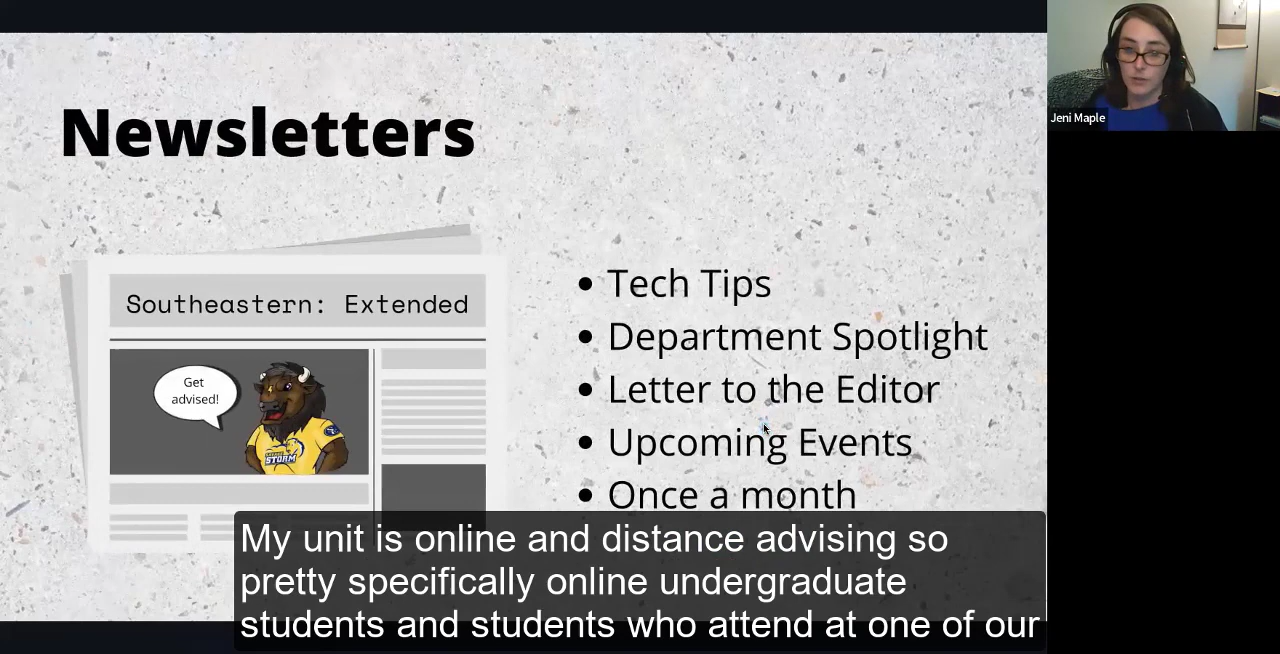 Newsletters
Jeni Maple
Southeastern: Extended
Get
advised!
STORM
Tech Tips
Department Spotlight
Letter to the Editor
Upcoming Events
Once a month
My unit is online and distance advising so
pretty specifically online undergraduate
students and students who attend at one of our